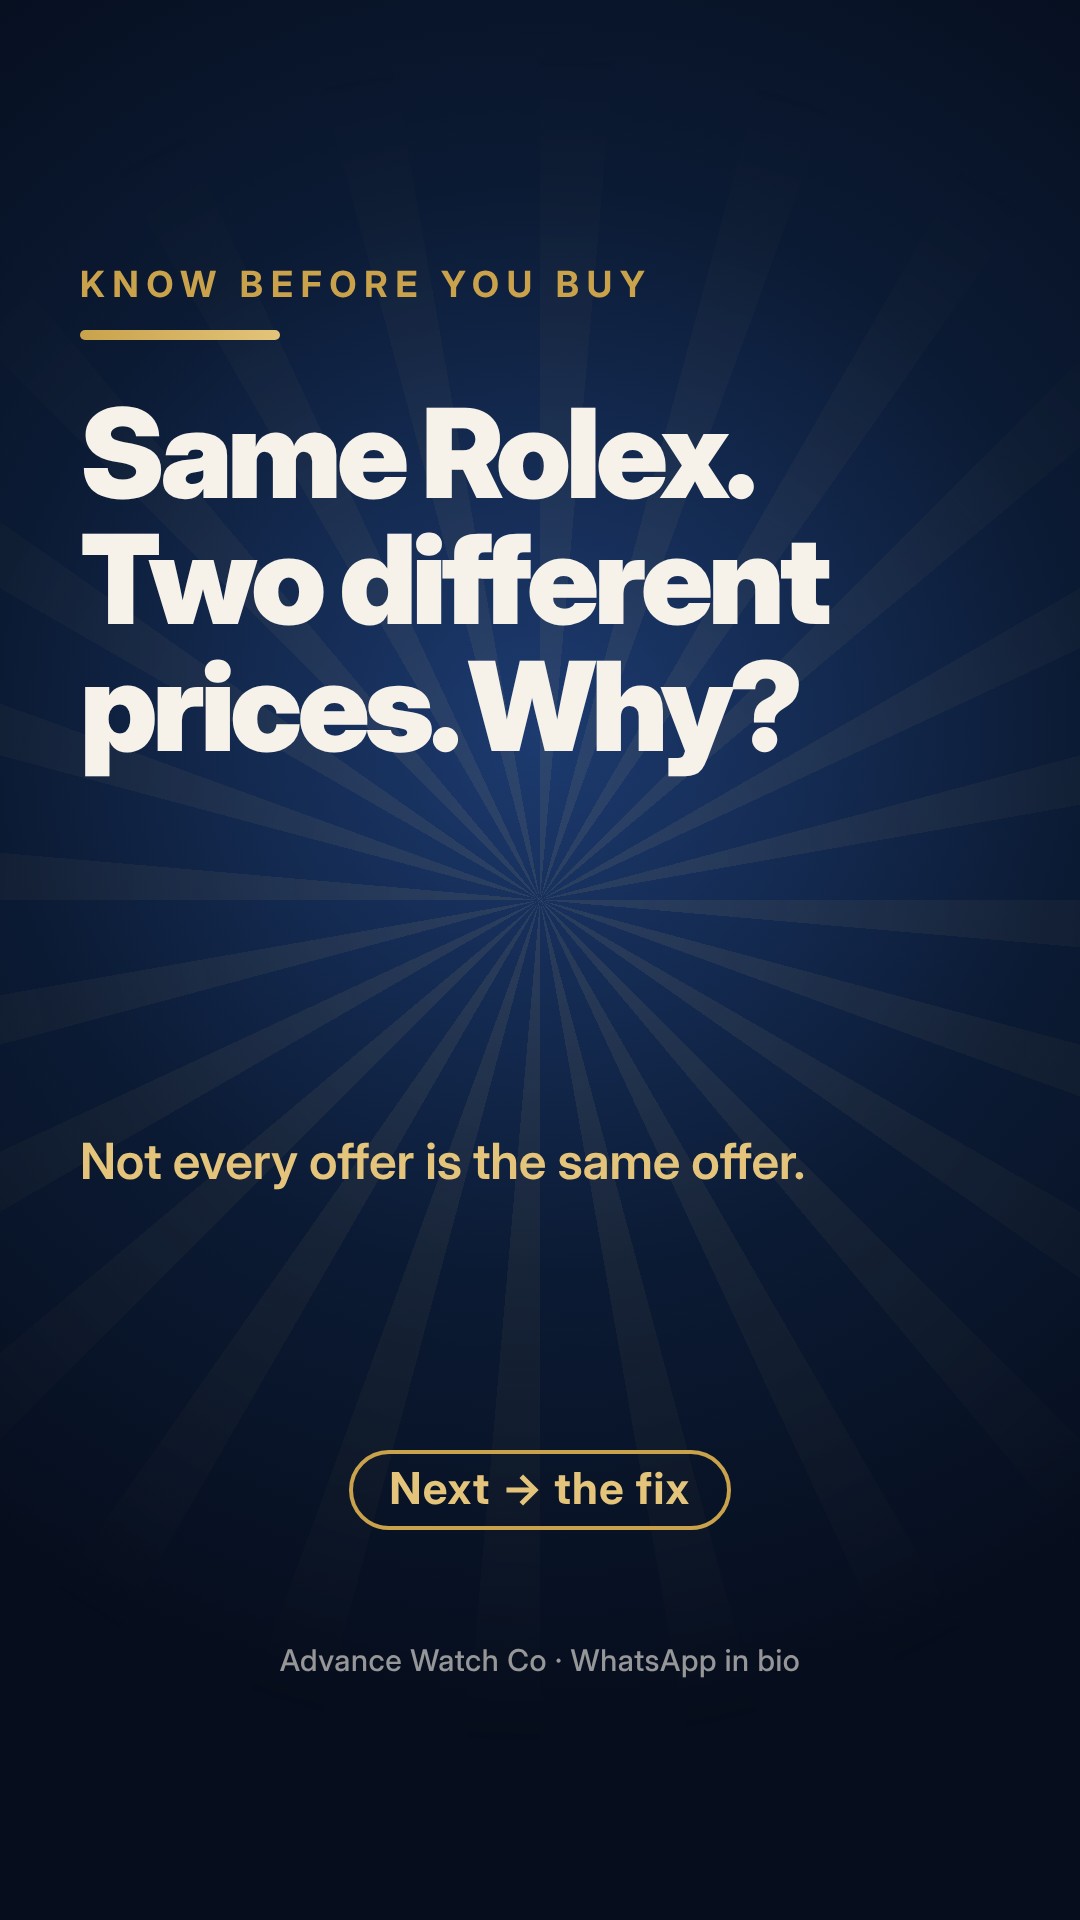 KNOW BEFORE YOU BUY
Same Rolex.
Two different
prices. Why?
Not every offer is the same offer.
Next → the fix
Advance Watch Co · WhatsApp in bio